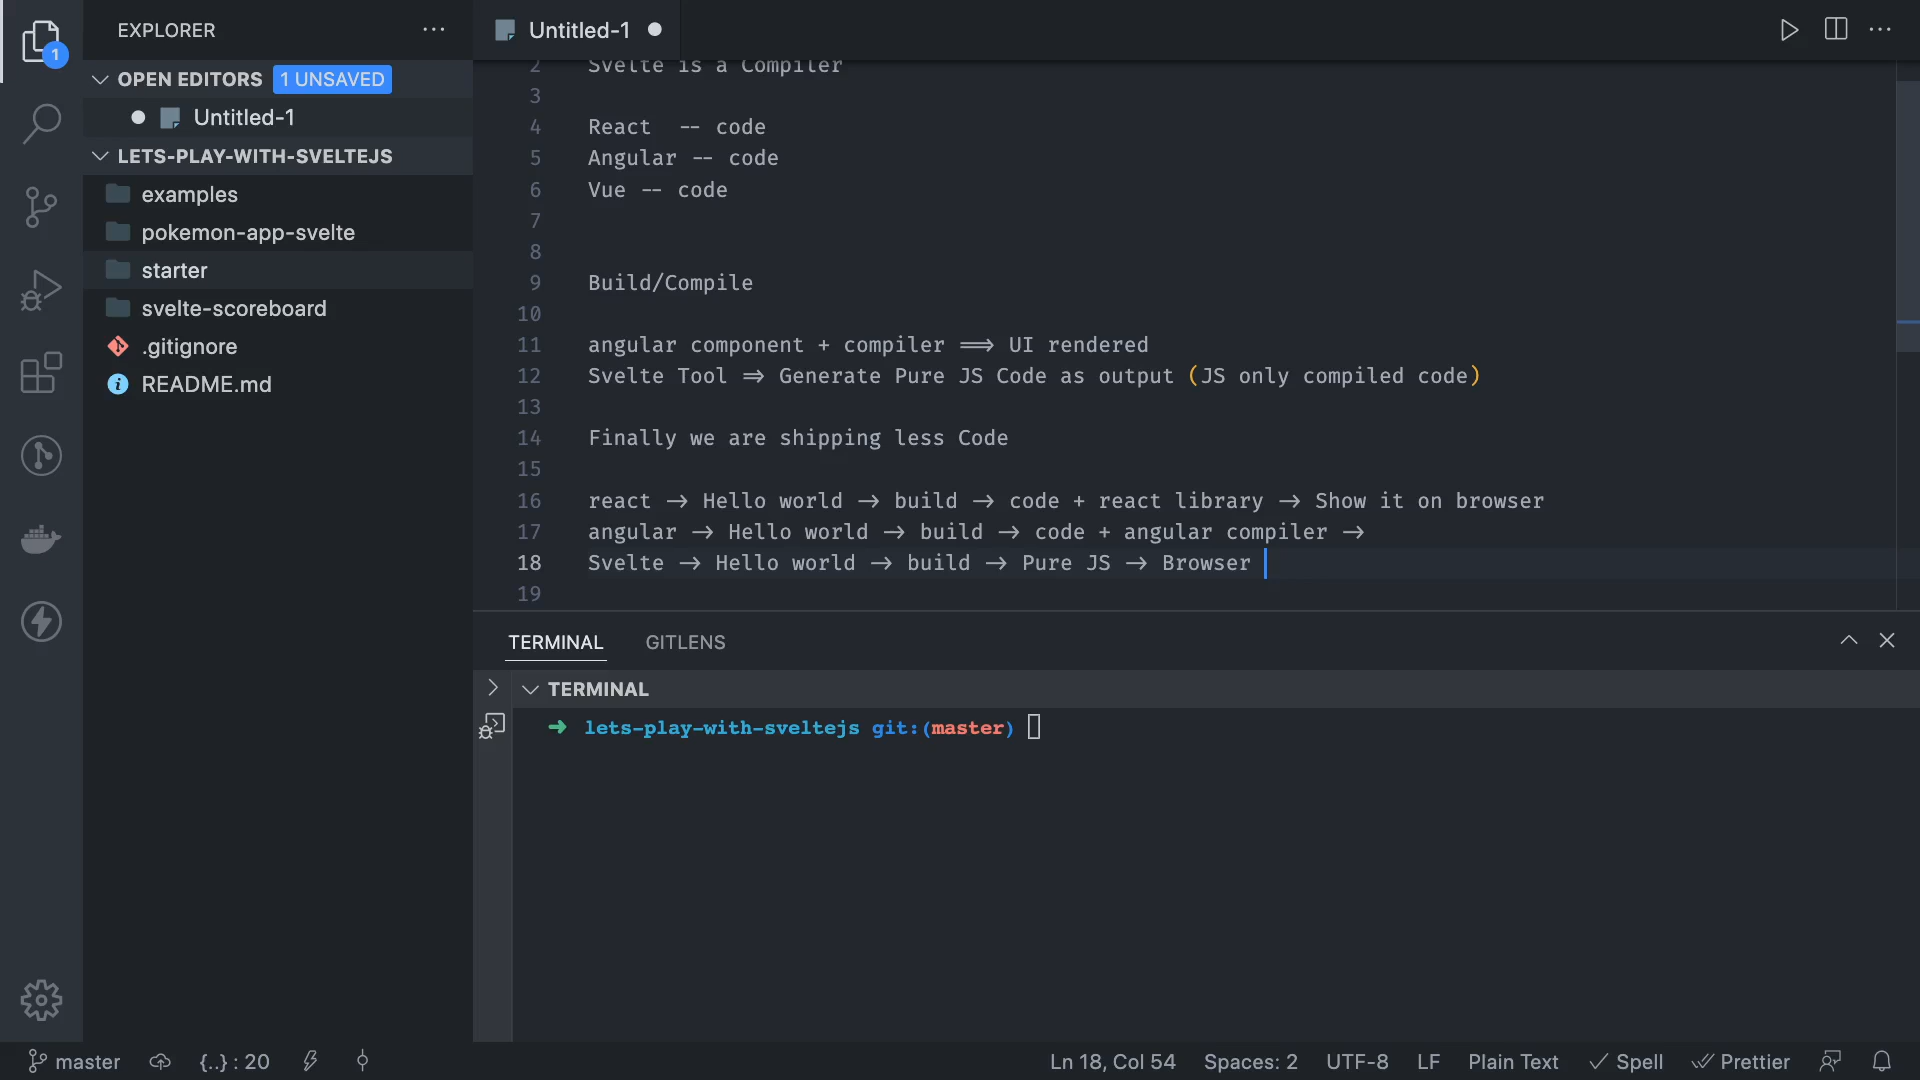 EXPLORER
Untitled-1
1
OPEN EDITORS 1 UNSAVED
Untitled-1
LETS-PLAY-WITH-SVELTEJS
examples
pokemon-app-svelte
starter
svelte-scoreboard
.gitignore
README.md
2 Svelte is a Compiler
3
4 React -- code
5 Angular -- code
6 Vue -- code
7
8
9 Build/Compile
10
11 angular component + compiler ==> UI rendered
12 Svelte Tool => Generate Pure JS Code as output (JS only compiled code)
13
14 Finally we are shipping less Code
15
16 react -> Hello world -> build -> code + react library -> Show it on browser
17 angular -> Hello world -> build -> code + angular compiler ->
18 Svelte -> Hello world -> build -> Pure JS -> Browser
19
TERMINAL GITLENS
TERMINAL
➜ lets-play-with-sveltejs git:(master)
master {..} : 20 Ln 18, Col 54 Spaces: 2 UTF-8 LF Plain Text ✓ Spell ✓✓ Prettier